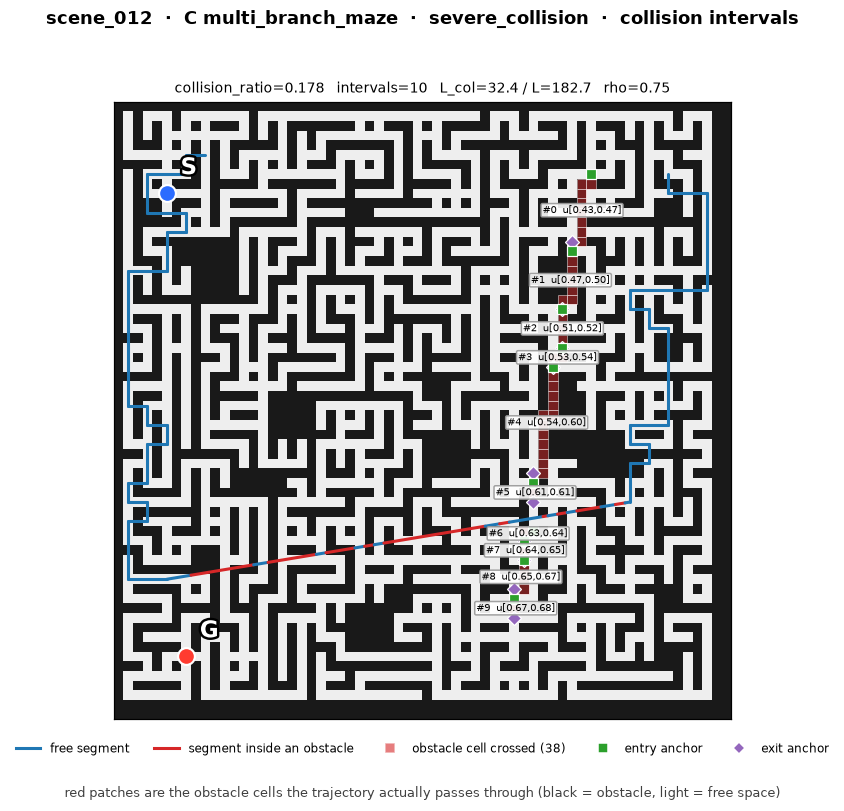 scene_012 · C multi_branch_maze · severe_collision · collision intervals
collision_ratio=0.178 intervals=10 L_col=32.4 / L=182.7 rho=0.75
S
#0 u[0.43,0.47]
#1 u[0.47,0.50]
#2 u[0.51,0.52]
#3 u[0.53,0.54]
#4 u[0.54,0.60]
#5 u[0.61,0.61]
#6 u[0.63,0.64]
#7 u[0.64,0.65]
#8 u[0.65,0.67]
#9 u[0.67,0.68]
G
free segment
segment inside an obstacle
obstacle cell crossed (38)
entry anchor
exit anchor
red patches are the obstacle cells the trajectory actually passes through (black = obstacle, light = free space)